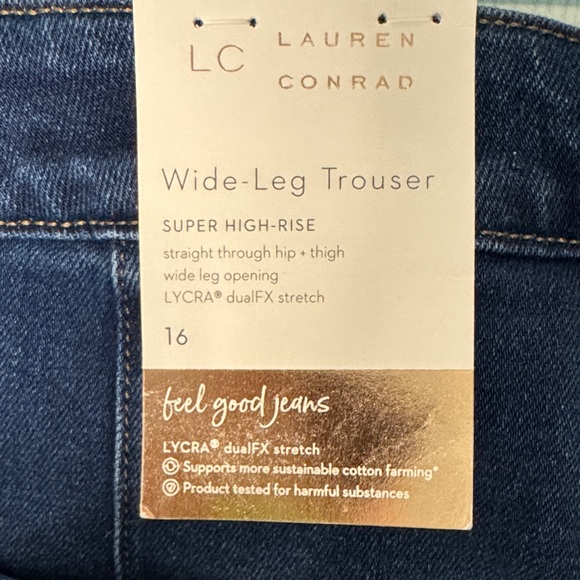 LC LAUREN
CONRAD
Wide-Leg Trouser
SUPER HIGH-RISE
straight through hip + thigh
wide leg opening
LYCRA® dualFX stretch
16
feel good jeans
LYCRA® dualFX stretch
Supports more sustainable cotton farming*
Product tested for harmful substances